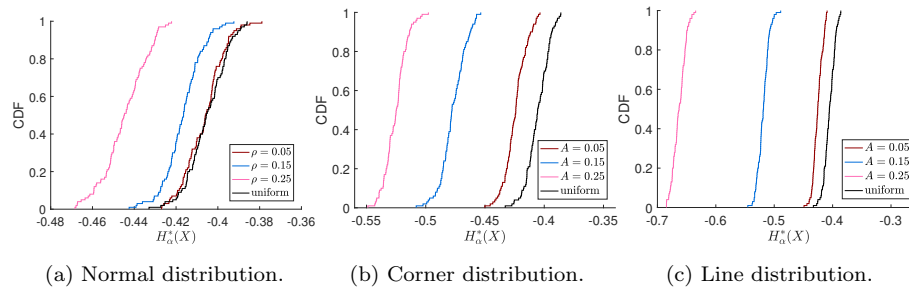 CDF
1
0.8
0.6
0.4
0.2
0
-0.48 -0.46 -0.44 -0.42 -0.4 -0.38 -0.36
H*α(X)
ρ = 0.05
ρ = 0.15
ρ = 0.25
uniform
(a) Normal distribution.
CDF
1
0.8
0.6
0.4
0.2
0
-0.55 -0.5 -0.45 -0.4 -0.35
H*α(X)
A = 0.05
A = 0.15
A = 0.25
uniform
(b) Corner distribution.
CDF
1
0.8
0.6
0.4
0.2
0
-0.7 -0.6 -0.5 -0.4 -0.3
H*α(X)
A = 0.05
A = 0.15
A = 0.25
uniform
(c) Line distribution.